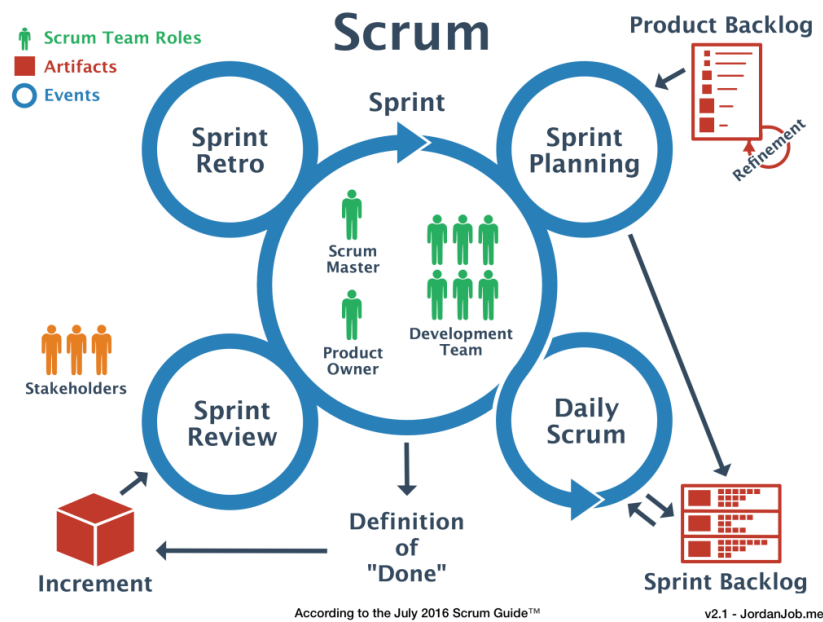 Scrum
Scrum Team Roles
Artifacts
Events
Product Backlog
Refinement
Sprint
Sprint
Retro
Sprint
Planning
Scrum
Master
Product
Owner
Development
Team
Stakeholders
Sprint
Review
Daily
Scrum
Increment
Definition
of
"Done"
Sprint Backlog
According to the July 2016 Scrum Guide™
v2.1 - JordanJob.me